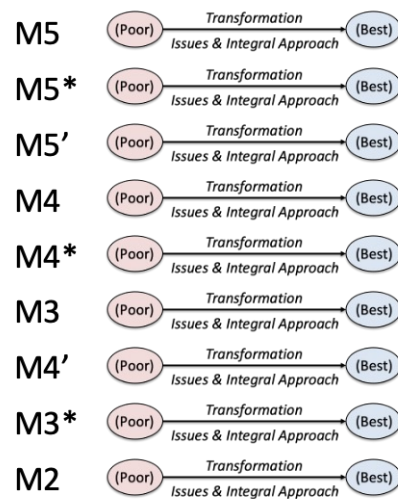 Transformation
M5 (Poor) (Best)
Issues & Integral Approach
Transformation
M5* (Poor) (Best)
Issues & Integral Approach
Transformation
M5’ (Poor) (Best)
Issues & Integral Approach
Transformation
M4 (Poor) (Best)
Issues & Integral Approach
Transformation
M4* (Poor) (Best)
Issues & Integral Approach
Transformation
M3 (Poor) (Best)
Issues & Integral Approach
Transformation
M4’ (Poor) (Best)
Issues & Integral Approach
Transformation
M3* (Poor) (Best)
Issues & Integral Approach
Transformation
M2 (Poor) (Best)
Issues & Integral Approach